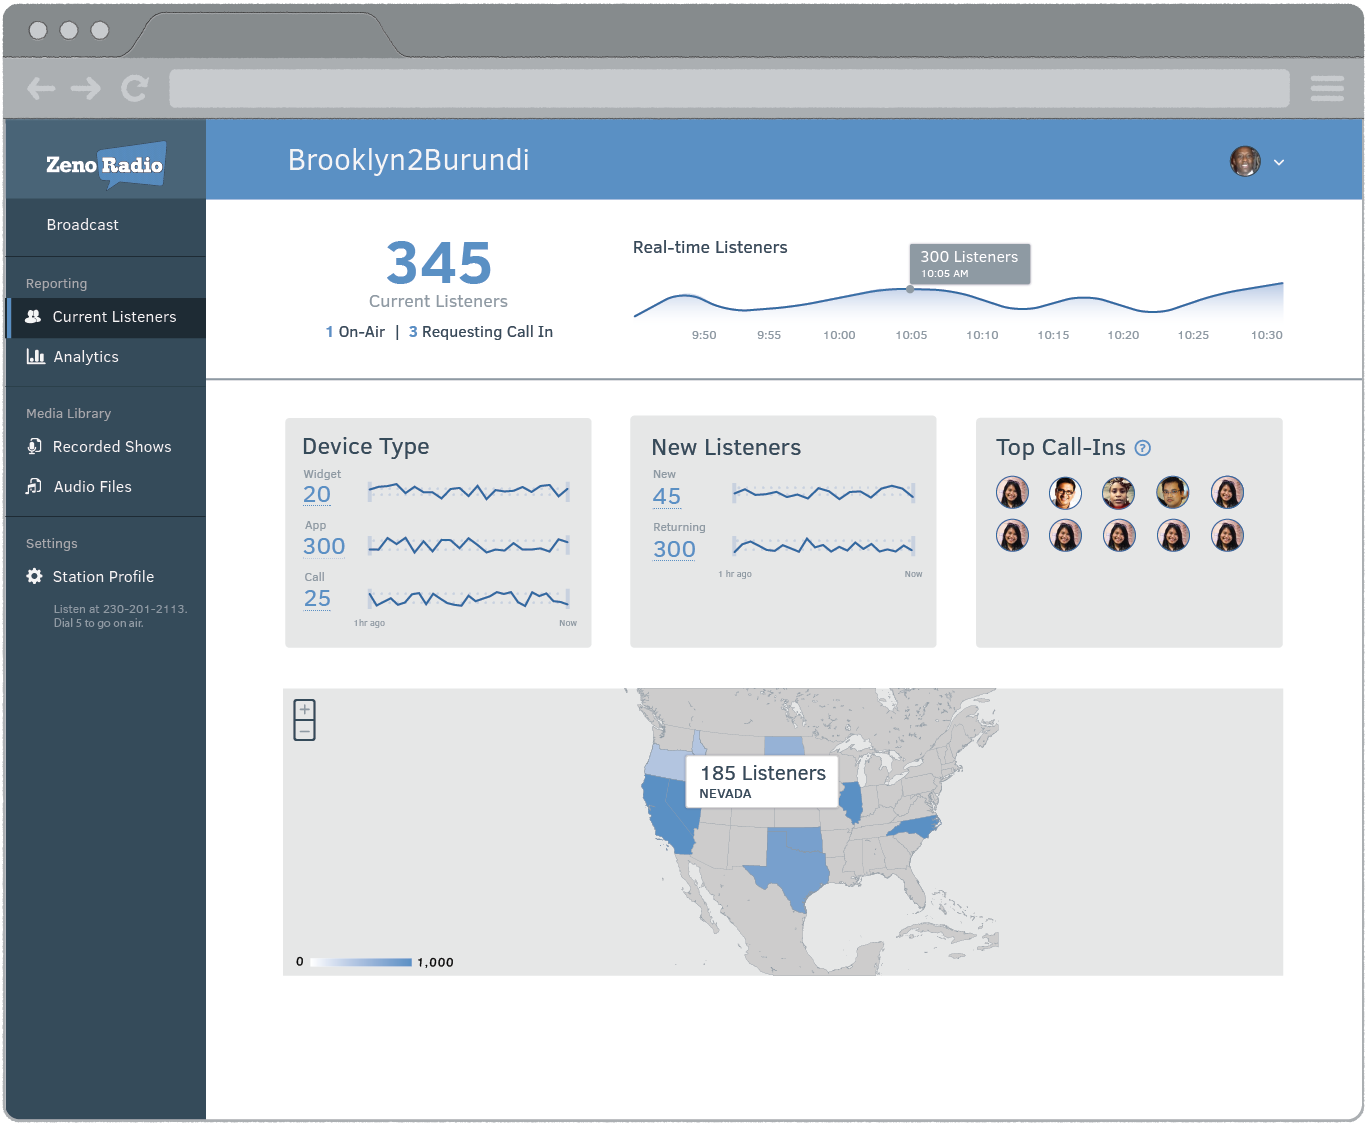 Zeno Radio
Brooklyn2Burundi
Broadcast
Reporting
Current Listeners
Analytics
Media Library
Recorded Shows
Audio Files
Settings
Station Profile
Listen at 230-201-2113.
Dial 5 to go on air.
345
Current Listeners
1 On-Air | 3 Requesting Call In
Real-time Listeners
300 Listeners
10:05 AM
9:50 9:55 10:00 10:05 10:10 10:15 10:20 10:25 10:30
Device Type
Widget
20
App
300
Call
25
1hr ago Now
New Listeners
New
45
Returning
300
1 hr ago Now
Top Call-Ins ?
+
−
185 Listeners
NEVADA
0 1,000